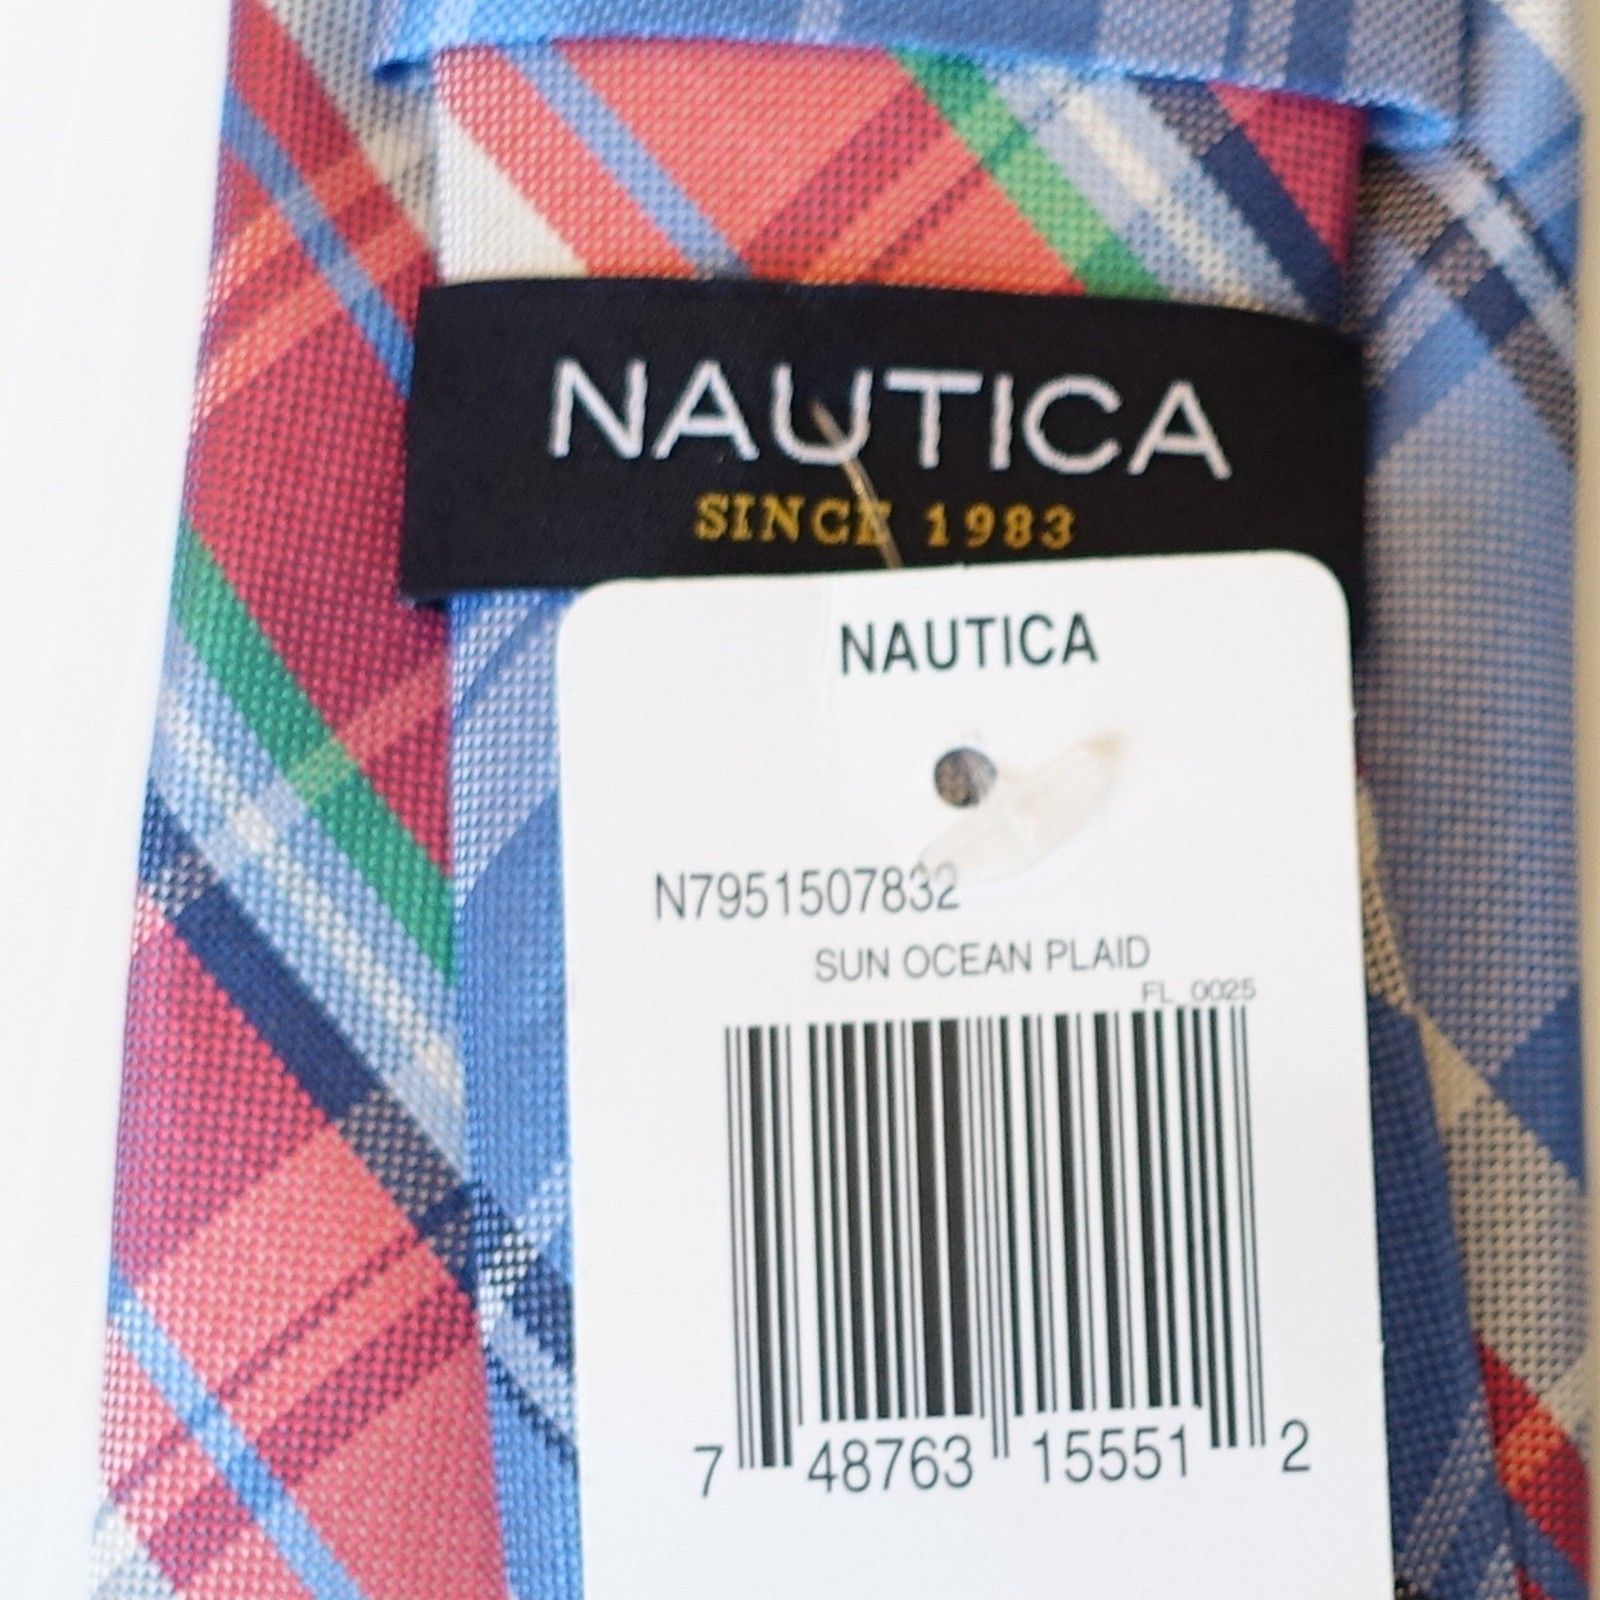 NAUTICA
SINCE 1983
NAUTICA
N7951507832
SUN OCEAN PLAID
FL_0025
7 48763 15551 2